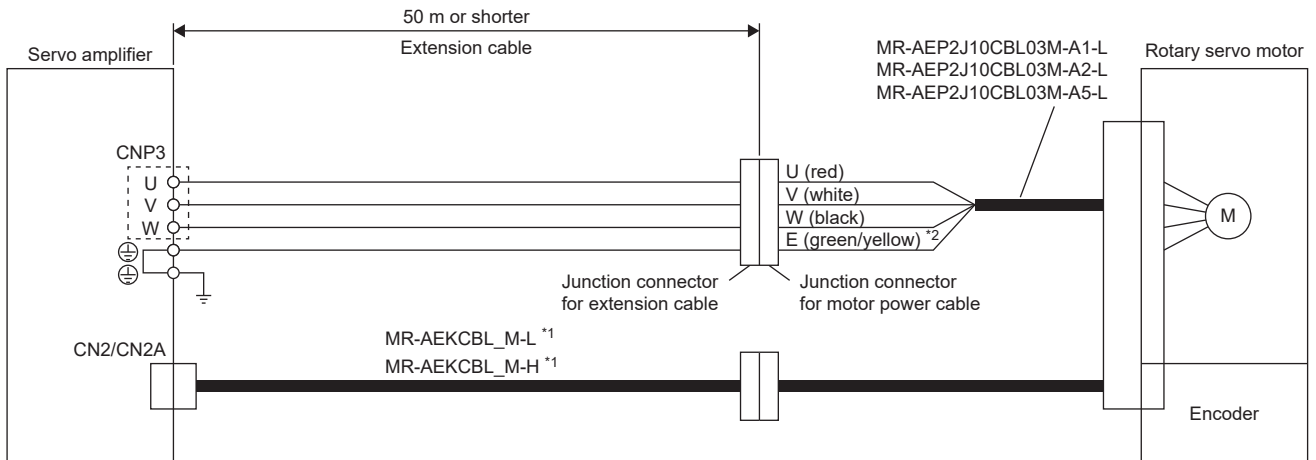 50 m or shorter
Extension cable
Servo amplifier
MR-AEP2J10CBL03M-A1-L
MR-AEP2J10CBL03M-A2-L
MR-AEP2J10CBL03M-A5-L
Rotary servo motor
CNP3
U
V
W
U (red)
V (white)
W (black)
E (green/yellow) *2
M
Junction connector
for extension cable
Junction connector
for motor power cable
CN2/CN2A
MR-AEKCBL_M-L *1
MR-AEKCBL_M-H *1
Encoder